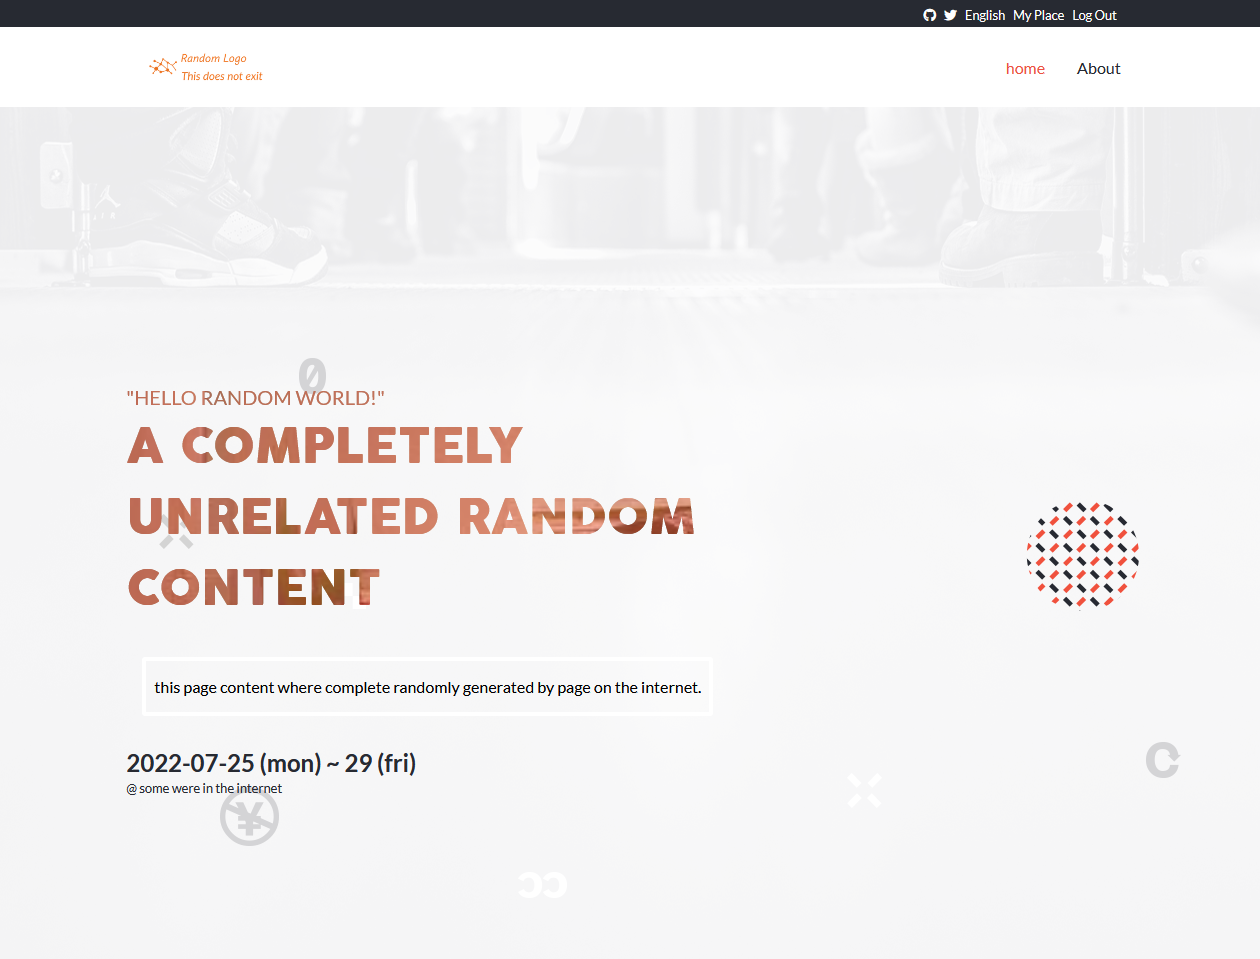 English My Place Log Out
Random Logo
This does not exit
home About
"HELLO RANDOM WORLD!"
A COMPLETELY
UNRELATED RANDOM
CONTENT
this page content where complete randomly generated by page on the internet.
2022-07-25 (mon) ~ 29 (fri)
@ some were in the internet